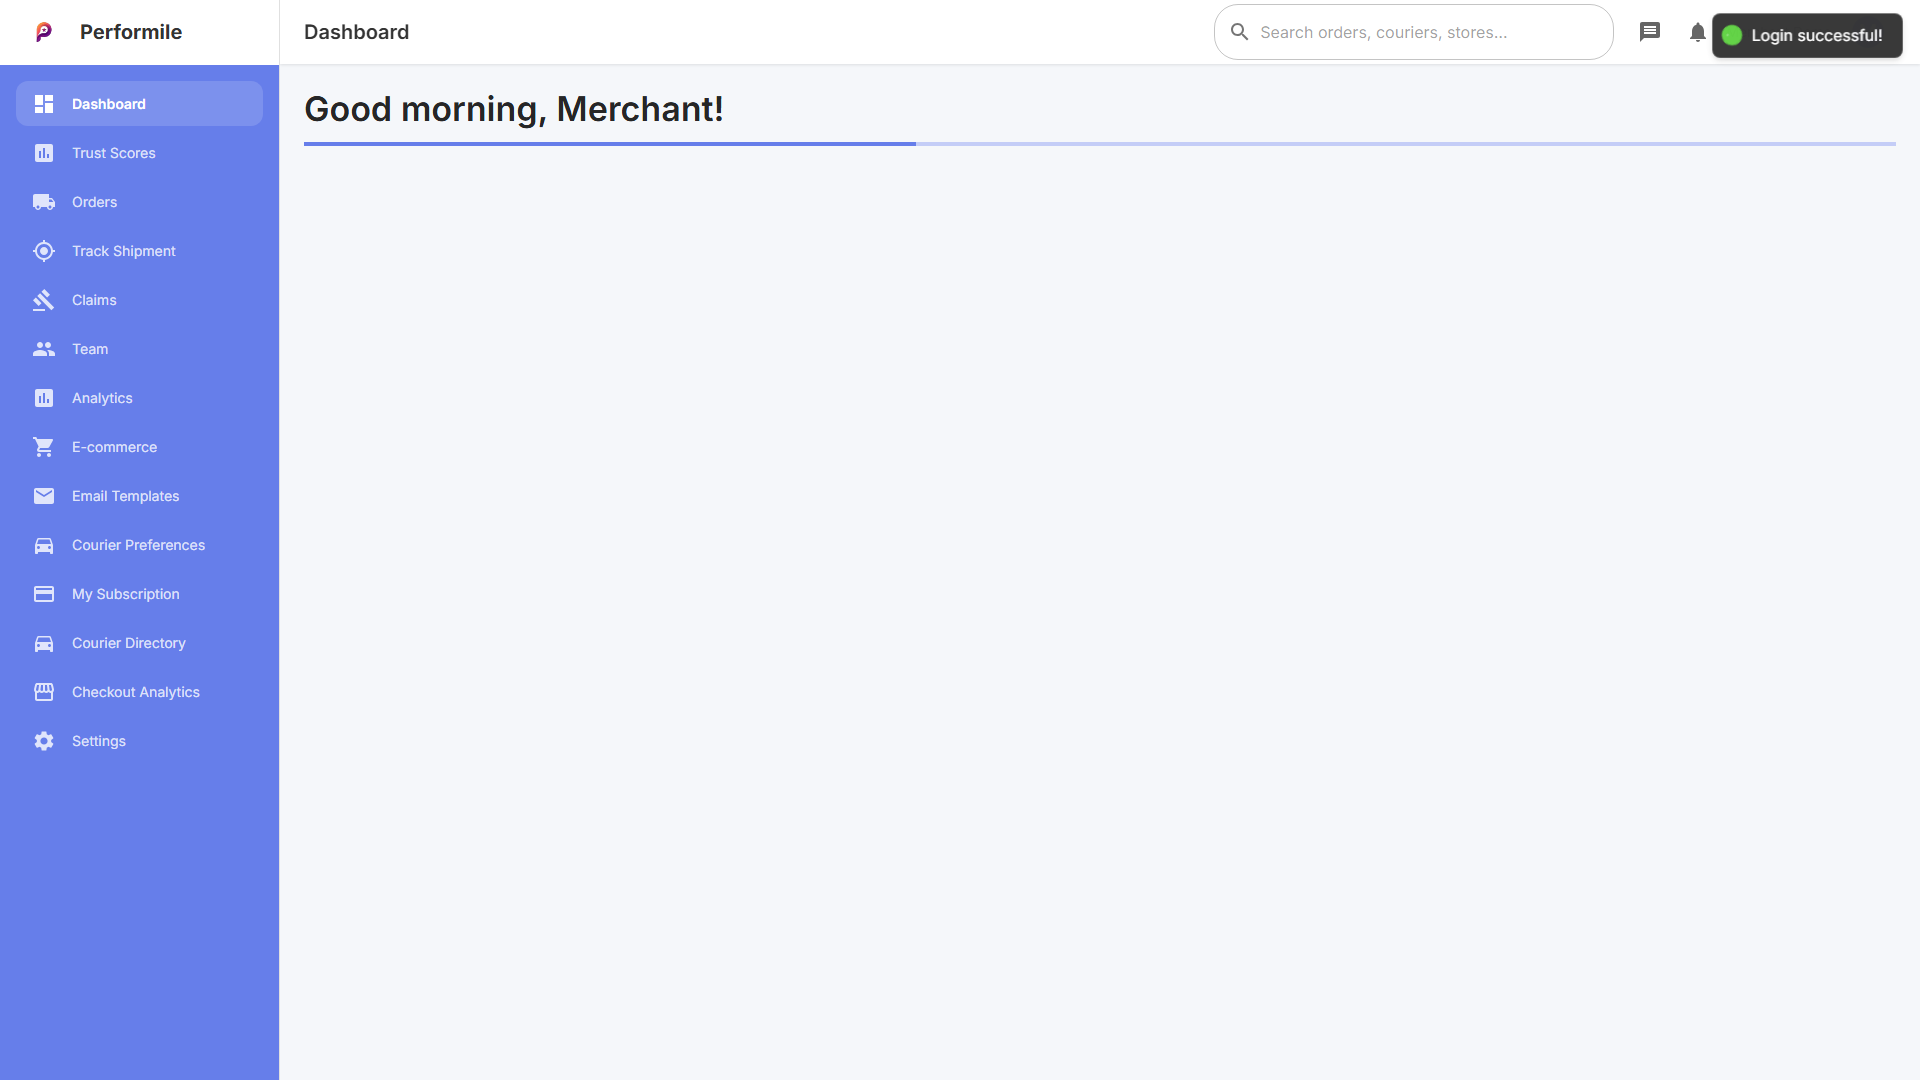 Performile
Dashboard
Search orders, couriers, stores...
Login successful!
Dashboard
Trust Scores
Orders
Track Shipment
Claims
Team
Analytics
E-commerce
Email Templates
Courier Preferences
My Subscription
Courier Directory
Checkout Analytics
Settings
Good morning, Merchant!